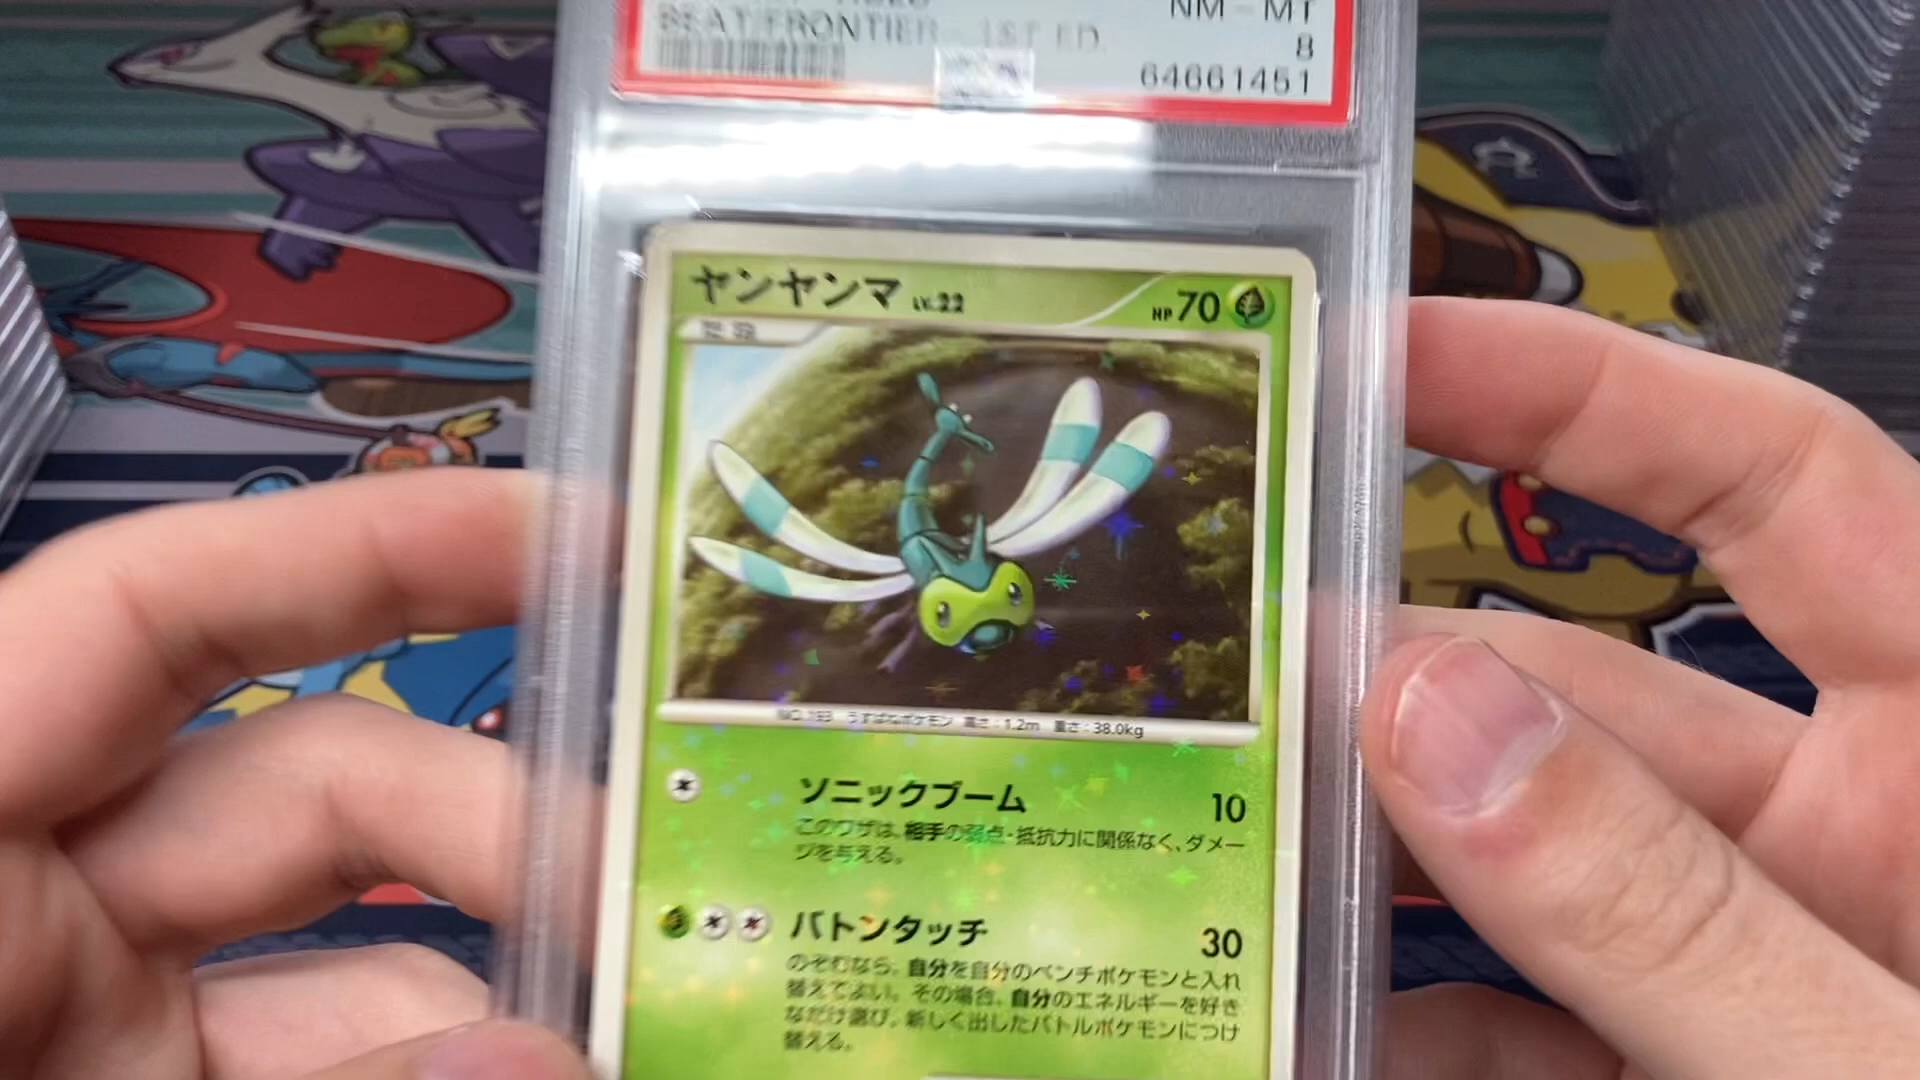 NM - MT
BEAT FRONTIER - 1ST ED.
8
64661451
ヤンヤンマ LV.22
HP 70
NO.193 うすばねポケモン 高さ:1.2m 重さ:38.0kg
ソニックブーム 10
このワザは、相手の弱点・抵抗力に関係なく、ダメー
ジを与える。
バトンタッチ 30
のぞむなら、自分を自分のベンチポケモンと入れ
替えてよい。その場合、自分のエネルギーを好き
なだけ選び、新しく出したバトルポケモンにつけ
替える。